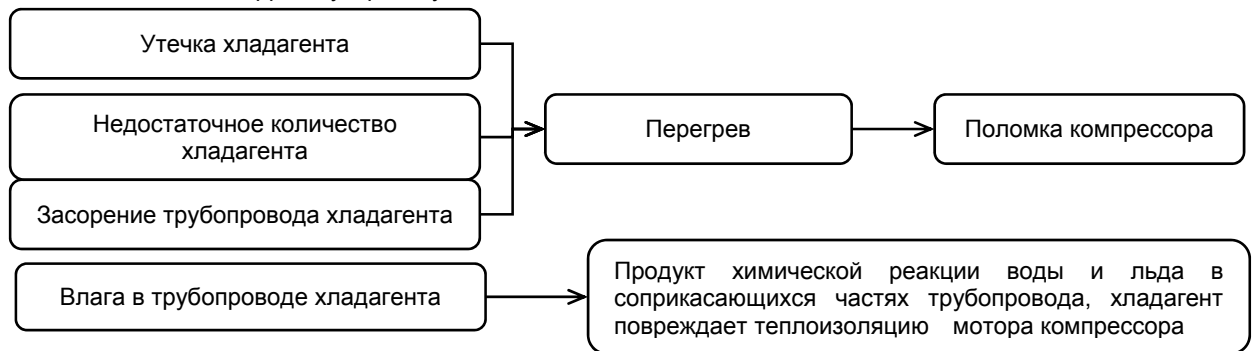 Утечка хладагента
Недостаточное количество
хладагента
Перегрев
Поломка компрессора
Засорение трубопровода хладагента
Влага в трубопроводе хладагента
Продукт химической реакции воды и льда в
соприкасающихся частях трубопровода, хладагент
повреждает теплоизоляцию мотора компрессора